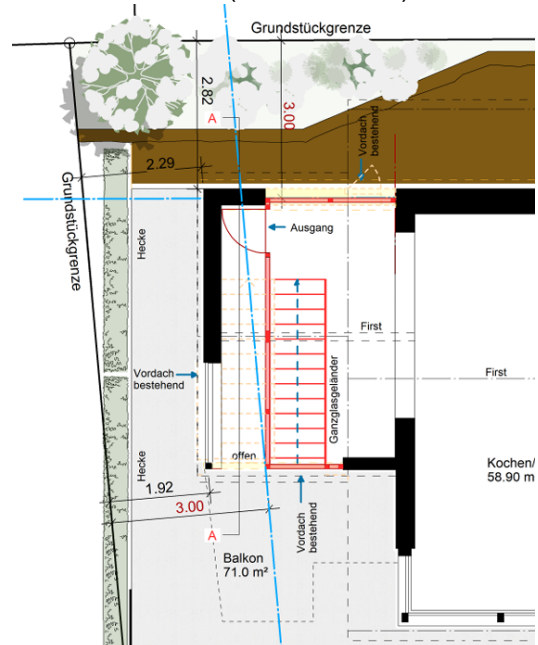 Grundstückgrenze
2.82
3.00
A
Vordach
bestehend
2.29
Grundstückgrenze
Hecke
Ausgang
First
First
Vordach
bestehend
Ganzglasgeländer
offen
Hecke
Kochen/
58.90 m
1.92
3.00
A
Vordach
bestehend
Balkon
71.0 m²